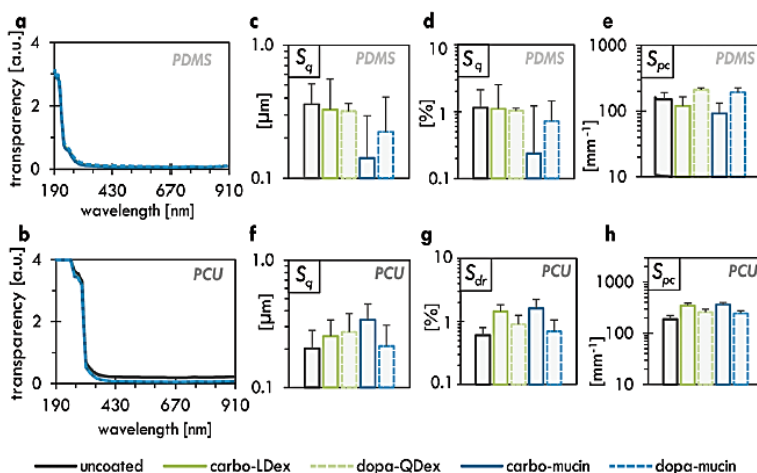 a
PDMS
transparency [a.u.]
4
2
0
190 430 670 910
wavelength [nm]
c
Sq
PDMS
[µm]
1.0
0.1
d
Sq
PDMS
[%]
10
1
0.1
e
Spc
PDMS
[mm⁻¹]
1000
100
10
b
PCU
transparency [a.u.]
4
2
0
190 430 670 910
wavelength [nm]
f
Sq
PCU
[µm]
1.0
0.1
g
Sdr
PCU
[%]
10
1
0.1
h
Spc
PCU
[mm⁻¹]
1000
100
10
uncoated carbo-LDex dopa-QDex carbo-mucin dopa-mucin